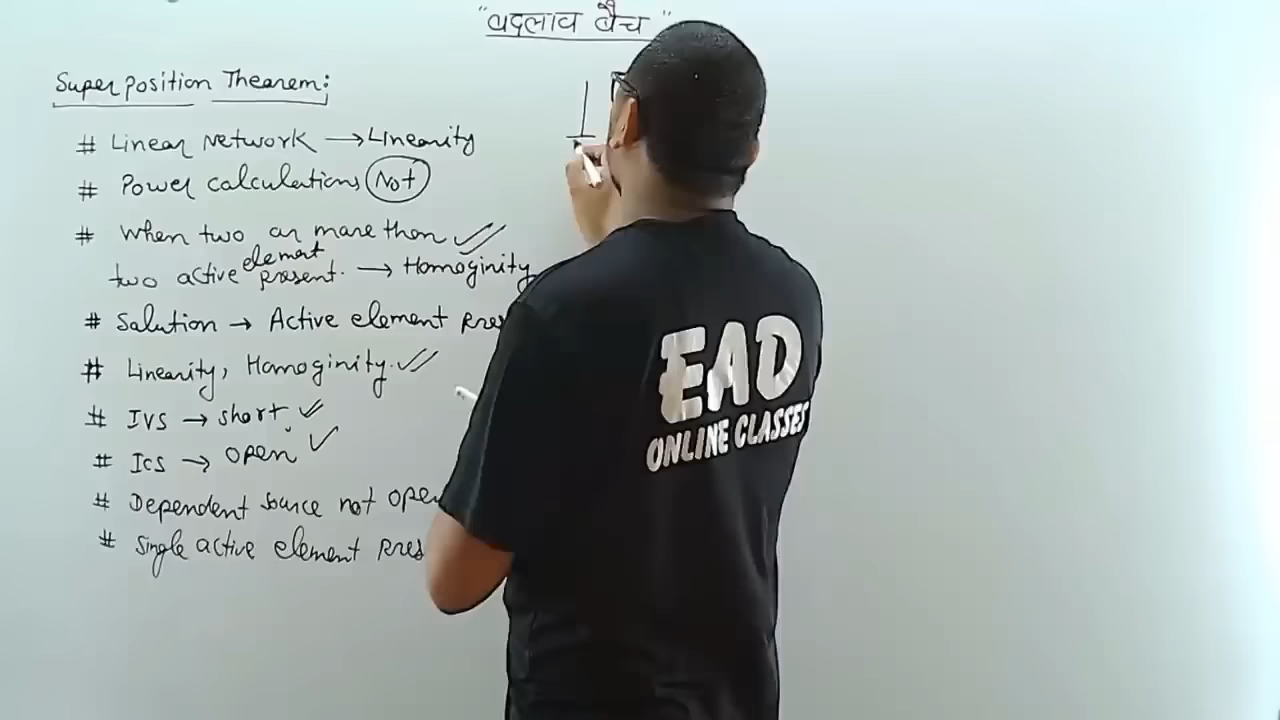 "बदलाव बैच"
Super Position Thearem:
# Linear Network → Linearity
# Power calculations Not
# when two or more than
two active element present. → Homoginity
# Solution → Active element pres
# Linearity, Homoginity.
# IVS → short.
# Ics → open
# Dependent source not open
# single active element pres
EAD
ONLINE CLASSES